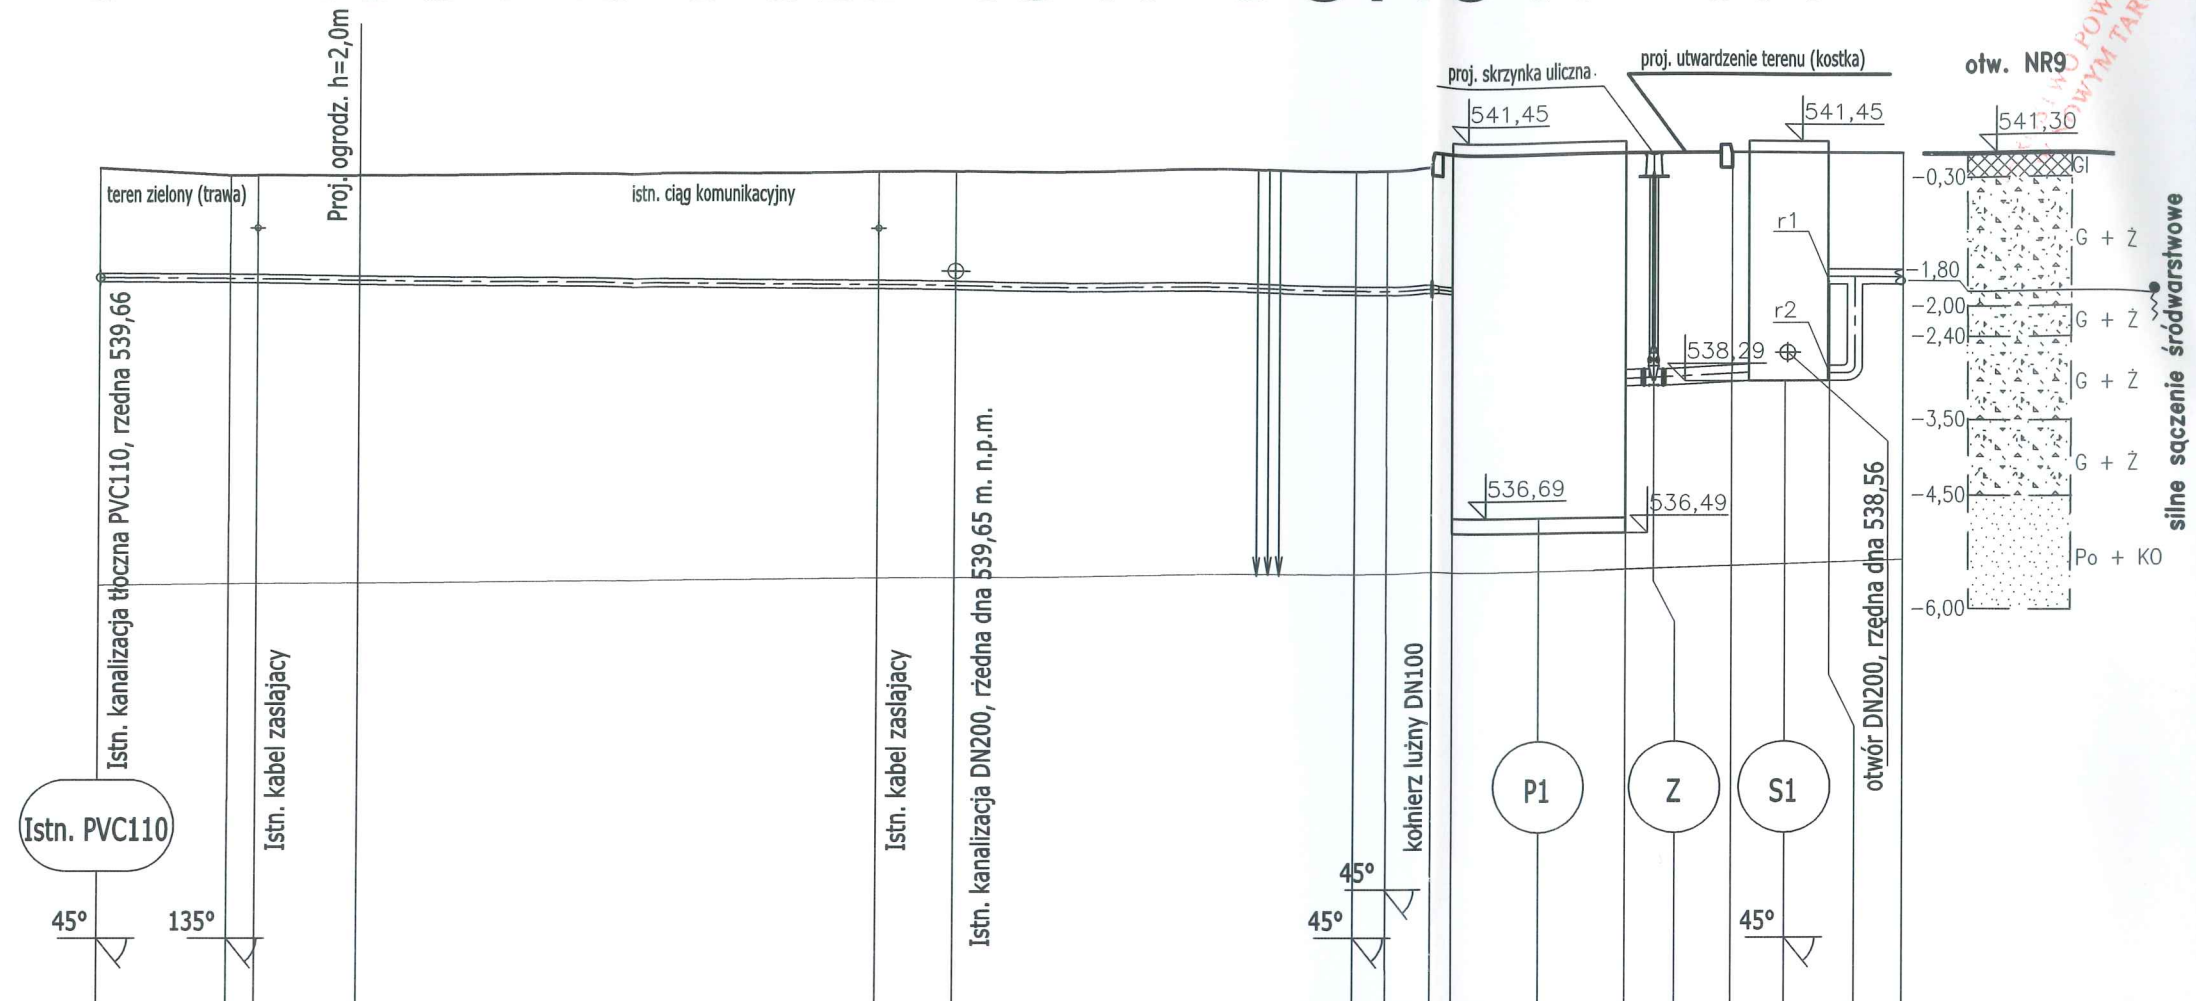 Proj. ogrodz. h=2,0m
proj. skrzynka uliczna
proj. utwardzenie terenu (kostka)
otw. NR9
541,45
541,45
541,30
teren zielony (trawa)
istn. ciąg komunikacyjny
Gl
-0,30
r1
G + Ż
-1,80
-2,00
r2
G + Ż
-2,40
538,29
G + Ż
-3,50
G + Ż
-4,50
536,69
536,49
Po + KO
-6,00
silne sączenie śródwarstwowe
Istn. kanalizacja tłoczna PVC110, rzedna 539,66
Istn. kabel zaslajacy
Istn. kabel zaslajacy
Istn. kanalizacja DN200, rżedna dna 539,65 m. n.p.m.
kołnierz lużny DN100
otwór DN200, rzędna dna 538,56
Istn. PVC110
P1
Z
S1
45°
135°
45°
45°
45°